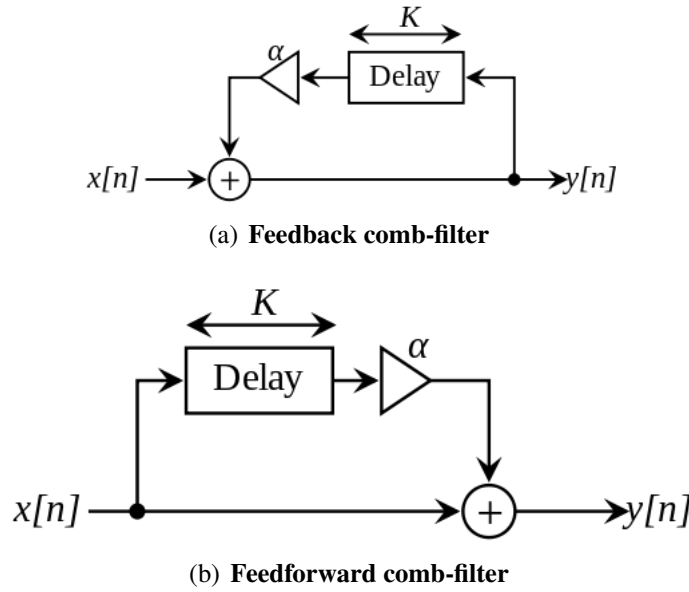 K
α
Delay
x[n] + y[n]
(a) Feedback comb-filter
K
α
Delay
x[n] + y[n]
(b) Feedforward comb-filter